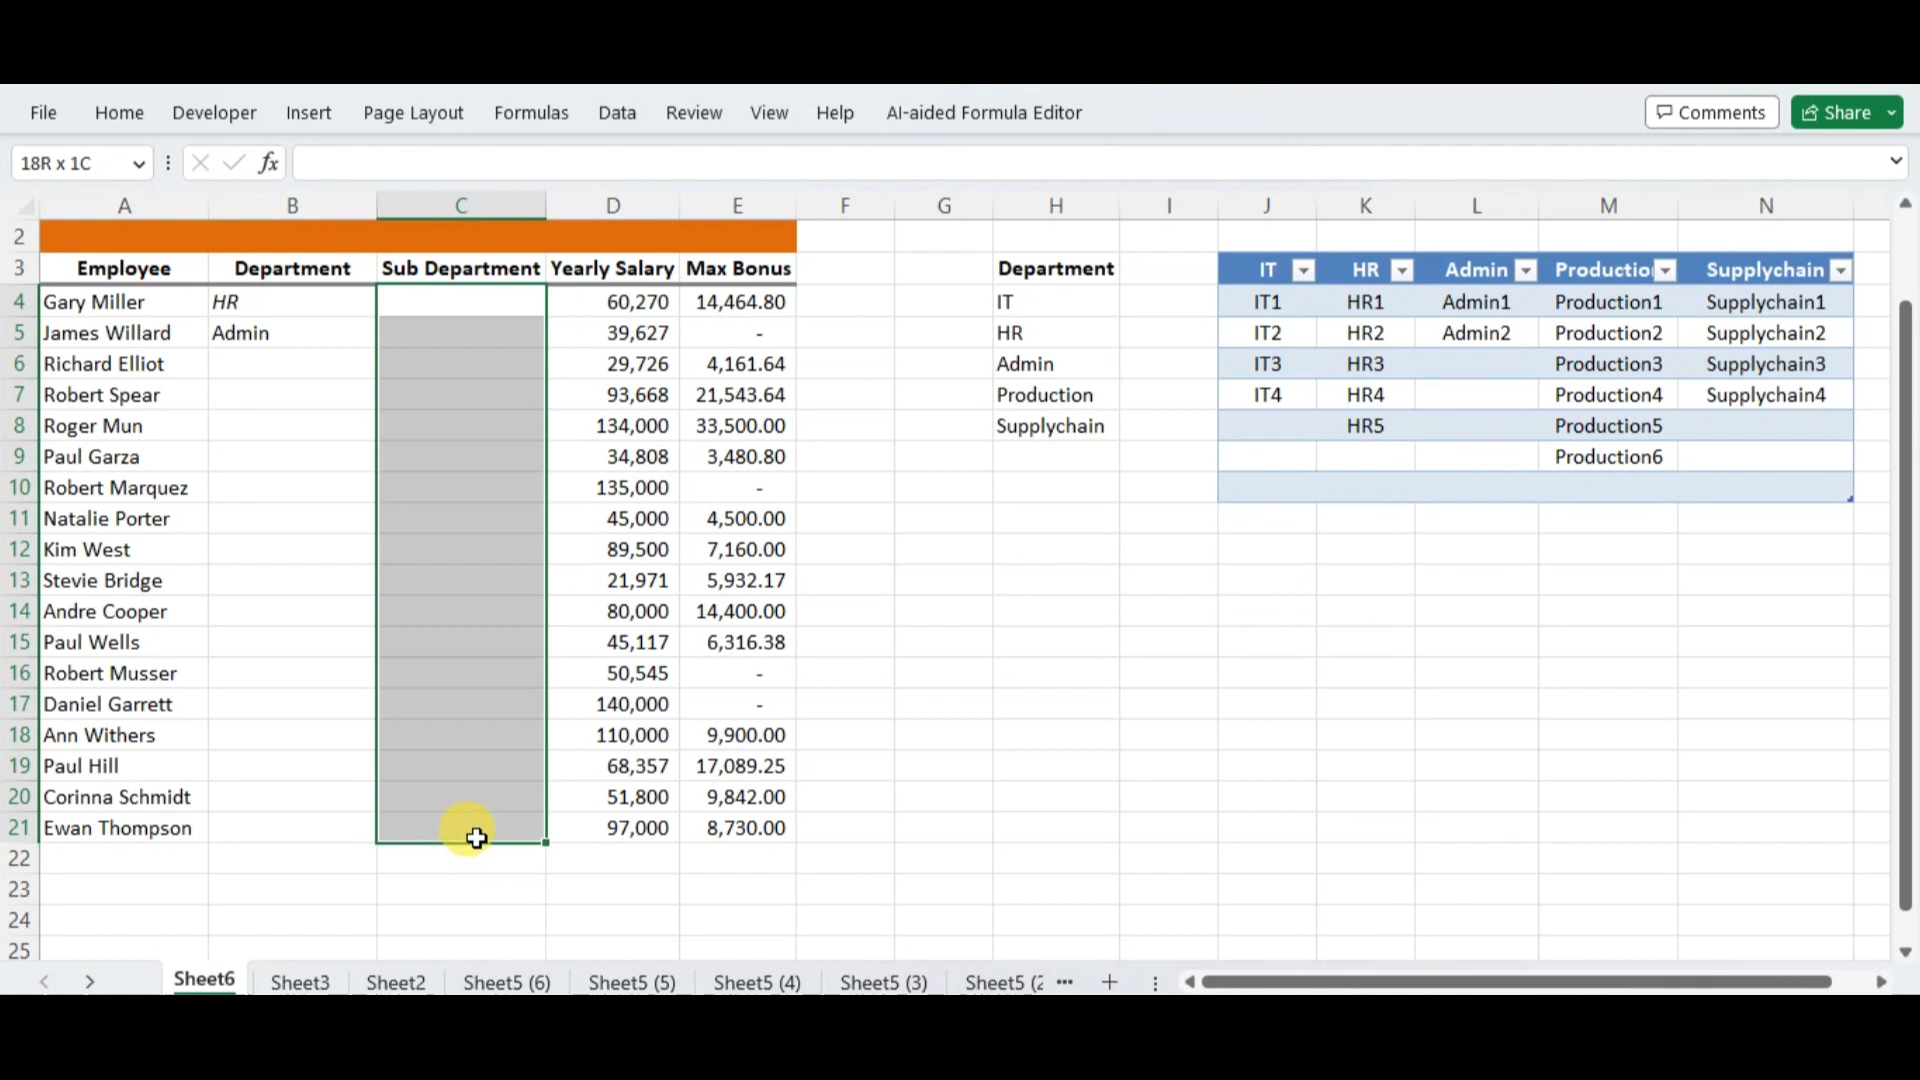 File Home Developer Insert Page Layout Formulas Data Review View Help AI-aided Formula Editor Comments Share
18R x 1C fx
A B C D E F G H I J K L M N
2
3 Employee Department Sub Department Yearly Salary Max Bonus Department IT HR Admin Productio Supplychain
4 Gary Miller HR 60,270 14,464.80 IT IT1 HR1 Admin1 Production1 Supplychain1
5 James Willard Admin 39,627 - HR IT2 HR2 Admin2 Production2 Supplychain2
6 Richard Elliot 29,726 4,161.64 Admin IT3 HR3 Production3 Supplychain3
7 Robert Spear 93,668 21,543.64 Production IT4 HR4 Production4 Supplychain4
8 Roger Mun 134,000 33,500.00 Supplychain HR5 Production5
9 Paul Garza 34,808 3,480.80 Production6
10 Robert Marquez 135,000 -
11 Natalie Porter 45,000 4,500.00
12 Kim West 89,500 7,160.00
13 Stevie Bridge 21,971 5,932.17
14 Andre Cooper 80,000 14,400.00
15 Paul Wells 45,117 6,316.38
16 Robert Musser 50,545 -
17 Daniel Garrett 140,000 -
18 Ann Withers 110,000 9,900.00
19 Paul Hill 68,357 17,089.25
20 Corinna Schmidt 51,800 9,842.00
21 Ewan Thompson 97,000 8,730.00
22
23
24
25
Sheet6 Sheet3 Sheet2 Sheet5 (6) Sheet5 (5) Sheet5 (4) Sheet5 (3) Sheet5 (2 ...